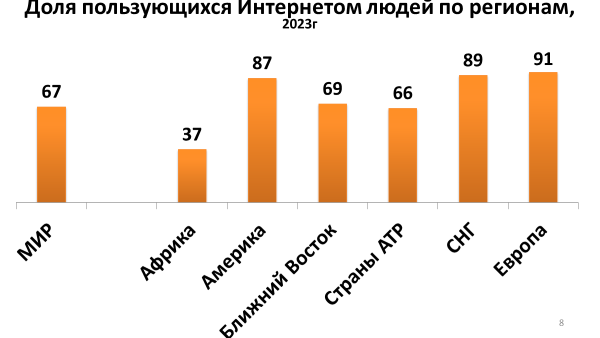 Доля пользующихся Интернетом людей по регионам,
2023г
67
37
87
69
66
89
91
МИР
Африка
Америка
Ближний Восток
Страны АТР
СНГ
Европа
8